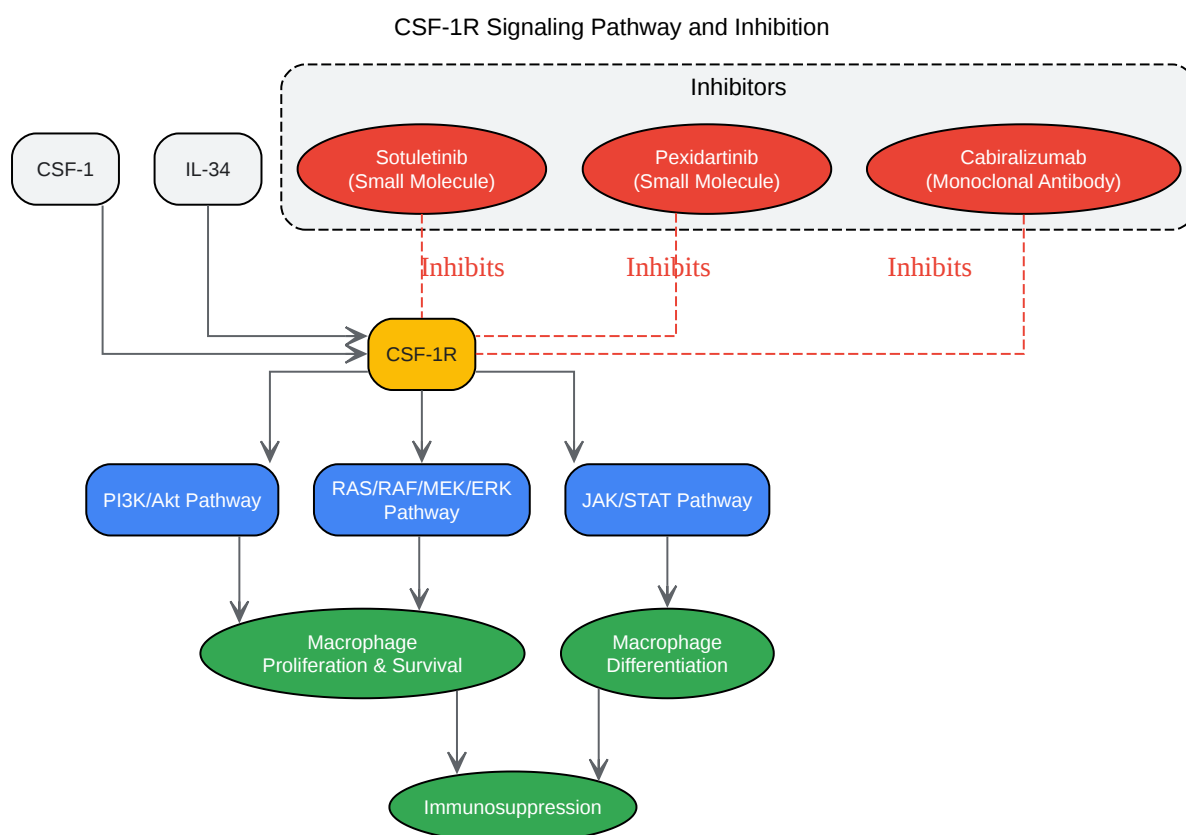 CSF-1R Signaling Pathway and Inhibition
Inhibitors
CSF-1
IL-34
Sotuletinib
(Small Molecule)
Pexidartinib
(Small Molecule)
Cabiralizumab
(Monoclonal Antibody)
Inhibits
Inhibits
Inhibits
CSF-1R
PI3K/Akt Pathway
RAS/RAF/MEK/ERK
Pathway
JAK/STAT Pathway
Macrophage
Proliferation & Survival
Macrophage
Differentiation
Immunosuppression